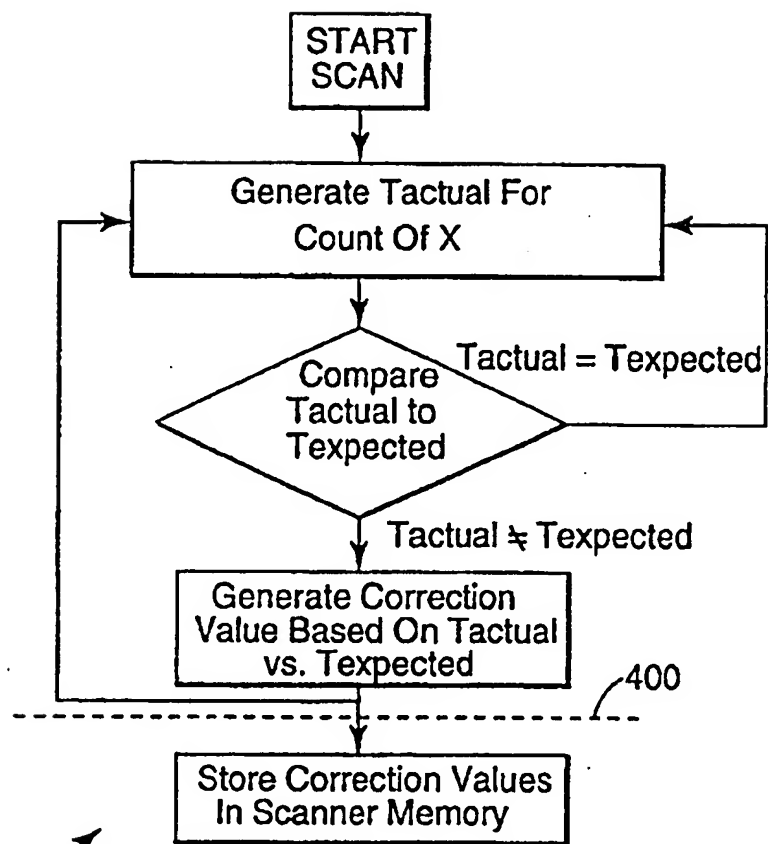 START
SCAN
Generate Tactual For
Count Of X
Tactual = Texpected
Compare
Tactual to
Texpected
Tactual ≠ Texpected
Generate Correction
Value Based On Tactual
vs. Texpected
400
Store Correction Values
In Scanner Memory